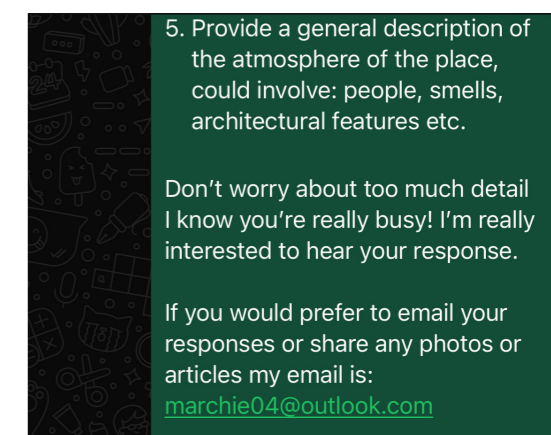 5. Provide a general description of
the atmosphere of the place,
could involve: people, smells,
architectural features etc.
Don’t worry about too much detail
I know you’re really busy! I’m really
interested to hear your response.
If you would prefer to email your
responses or share any photos or
articles my email is:
marchie04@outlook.com